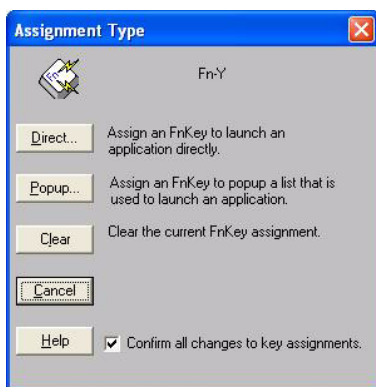 Assignment Type
Fn
Fn-Y
Direct...
Assign an FnKey to launch an
application directly.
Popup...
Assign an FnKey to popup a list that is
used to launch an application.
Clear
Clear the current FnKey assignment.
Cancel
Help
Confirm all changes to key assignments.